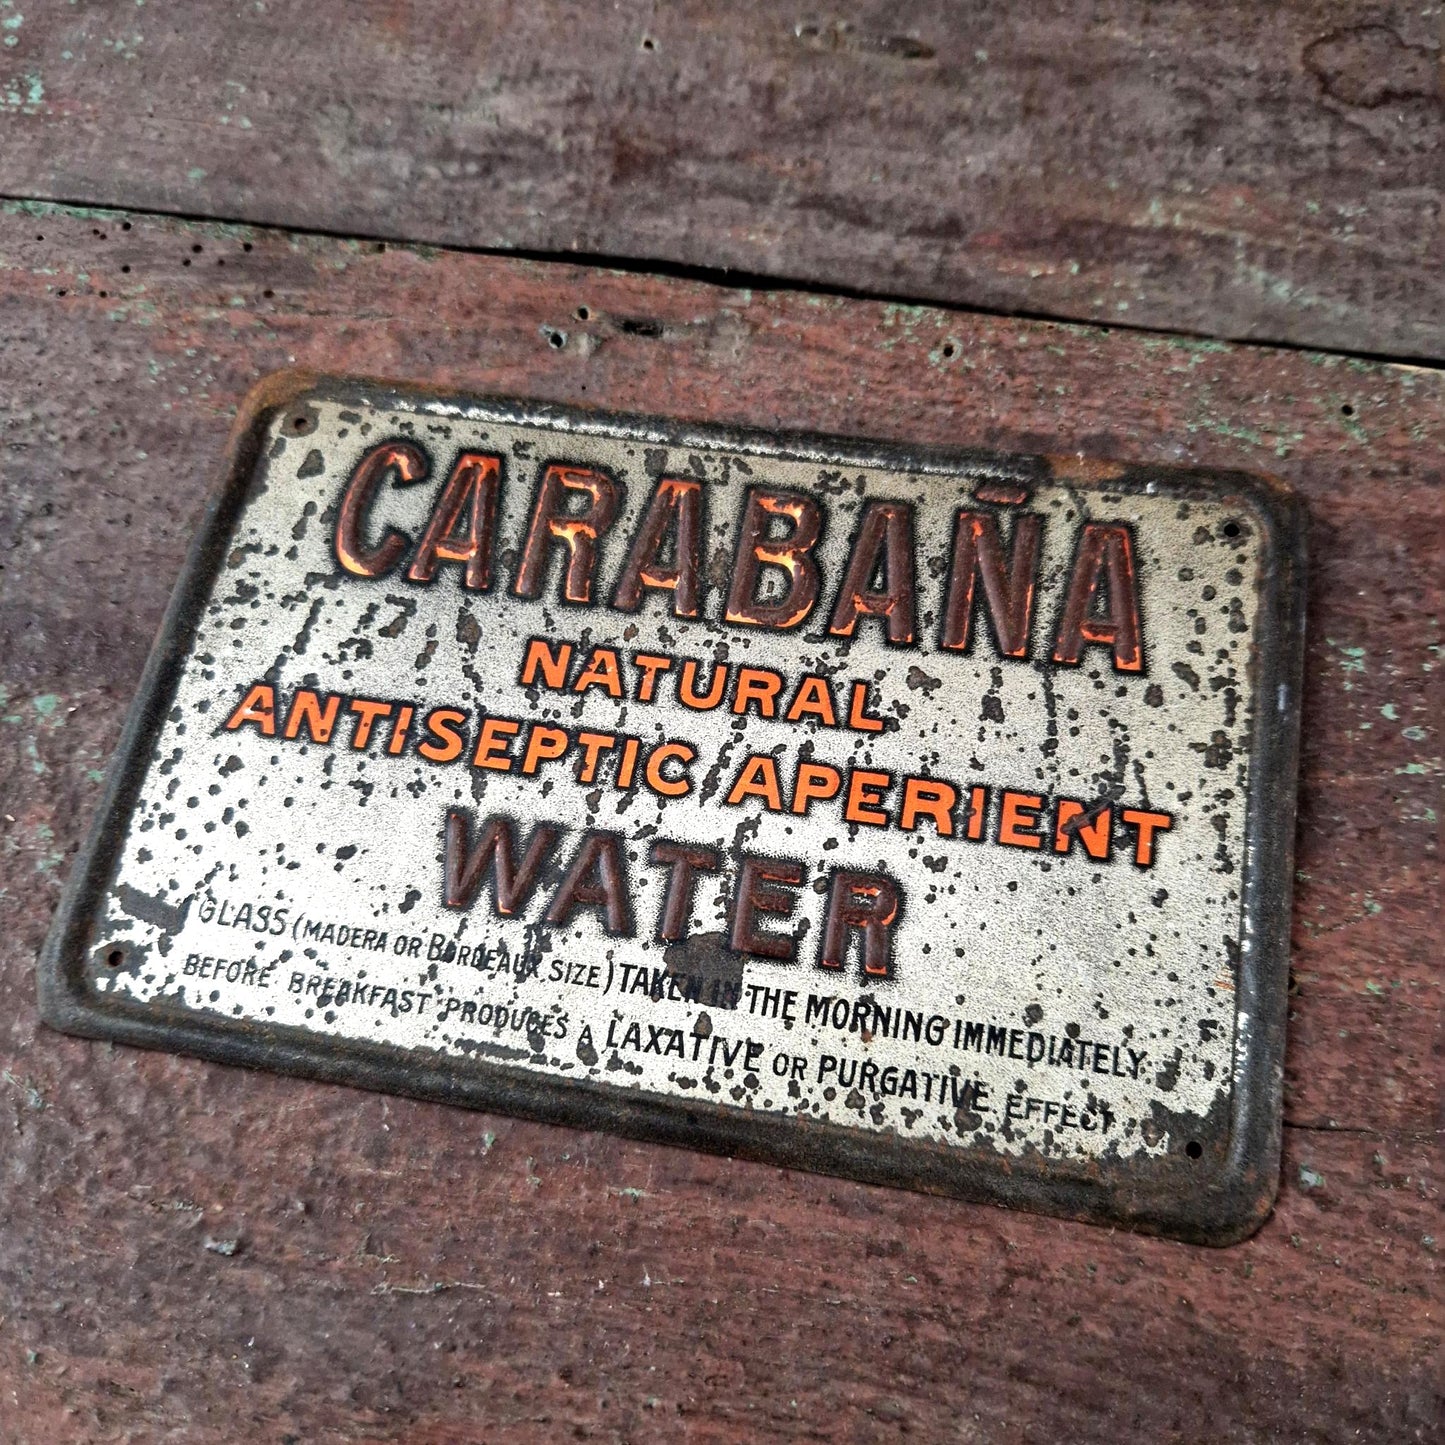 CARABAÑA
NATURAL
ANTISEPTIC APERIENT
WATER
GLASS (MADERA OR BORDEAUX SIZE) TAKEN IN THE MORNING IMMEDIATELY
BEFORE BREAKFAST PRODUCES A LAXATIVE OR PURGATIVE EFFECT